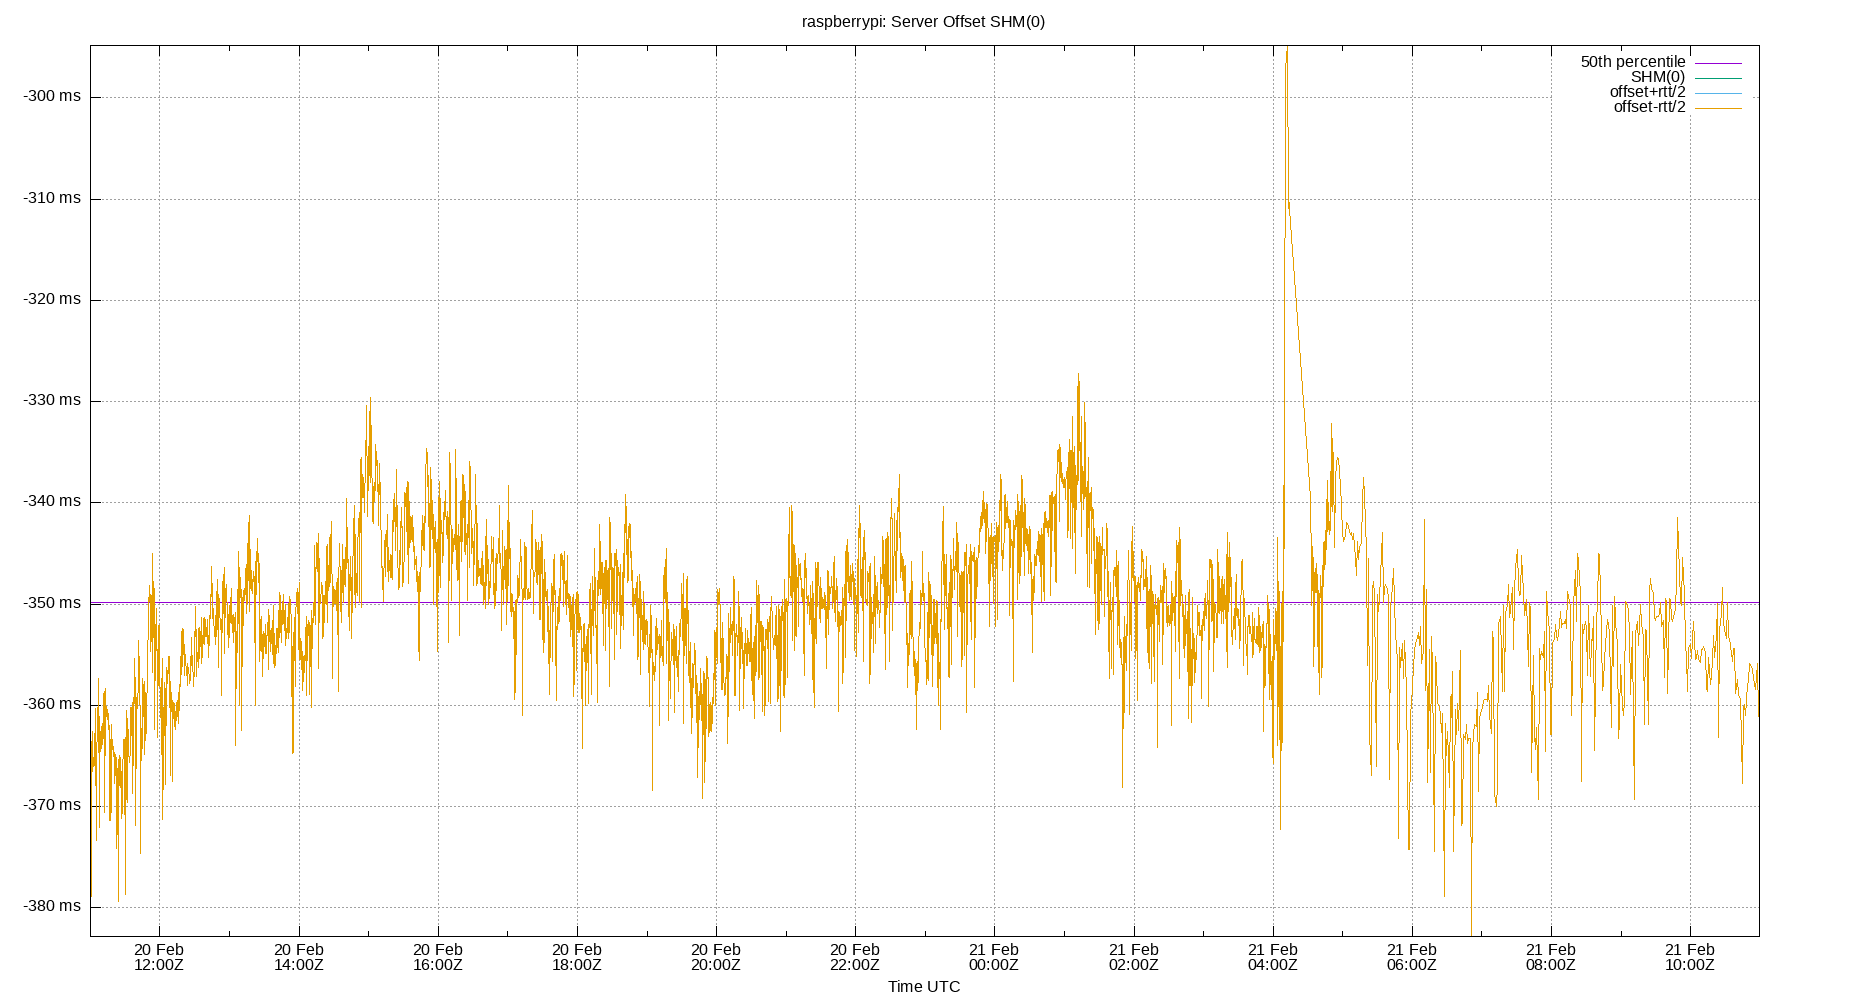 raspberrypi: Server Offset SHM(0)
50th percentile
SHM(0)
offset+rtt/2
offset-rtt/2
-300 ms
-310 ms
-320 ms
-330 ms
-340 ms
-350 ms
-360 ms
-370 ms
-380 ms
20 Feb 20 Feb 20 Feb 20 Feb 20 Feb 20 Feb 21 Feb 21 Feb 21 Feb 21 Feb 21 Feb 21 Feb
12:00Z 14:00Z 16:00Z 18:00Z 20:00Z 22:00Z 00:00Z 02:00Z 04:00Z 06:00Z 08:00Z 10:00Z
Time UTC